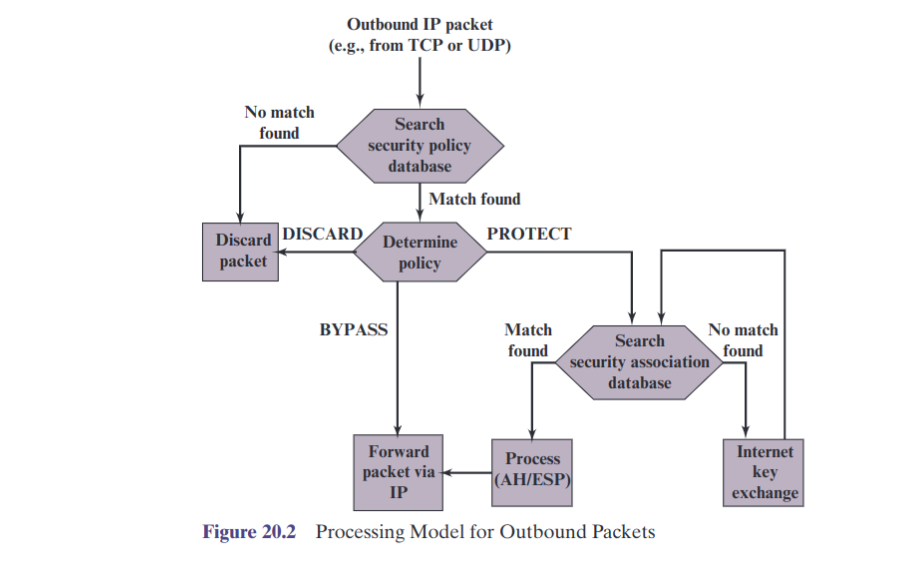 Outbound IP packet
(e.g., from TCP or UDP)
No match
found
Search
security policy
database
Match found
Discard
packet
DISCARD
Determine
policy
PROTECT
BYPASS
Match
found
Search
security association
database
No match
found
Forward
packet via
IP
Process
(AH/ESP)
Internet
key
exchange
Figure 20.2 Processing Model for Outbound Packets